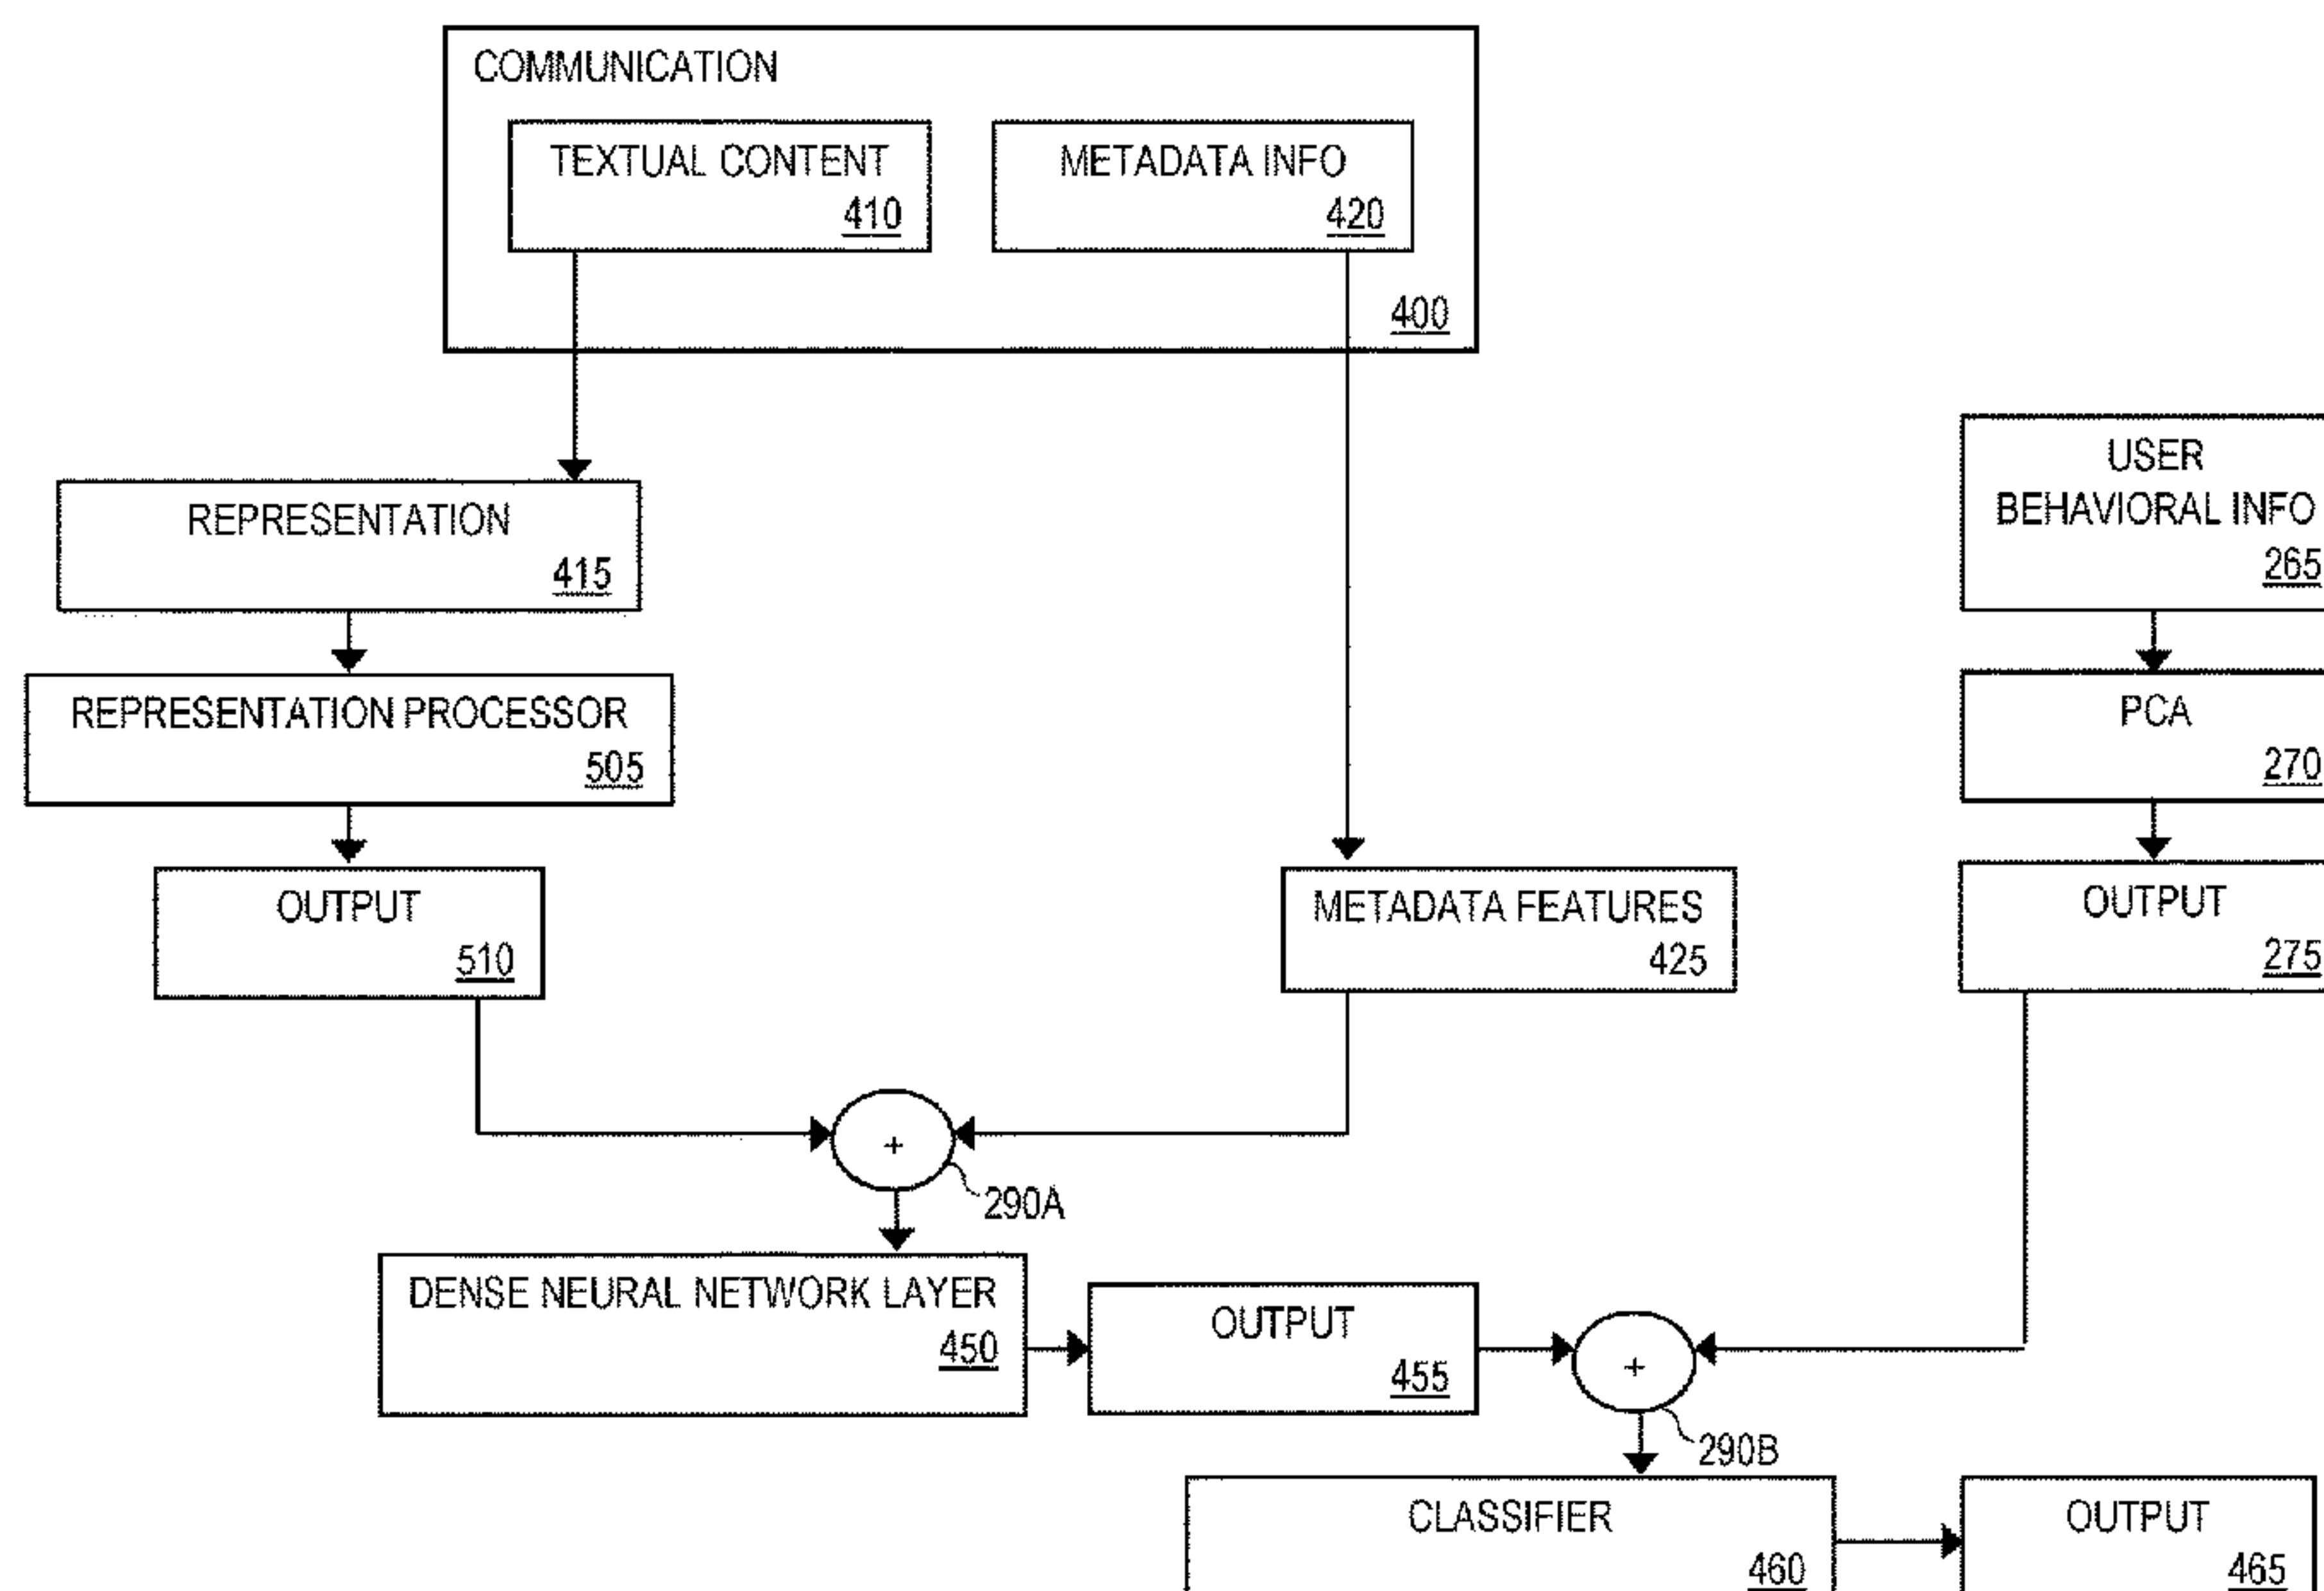 COMMUNICATION
TEXTUAL CONTENT
410
METADATA INFO
420
400
REPRESENTATION
415
USER
BEHAVIORAL INFO
265
REPRESENTATION PROCESSOR
505
PCA
270
OUTPUT
510
METADATA FEATURES
425
OUTPUT
275
+
290A
DENSE NEURAL NETWORK LAYER
450
OUTPUT
455
+
290B
CLASSIFIER
460
OUTPUT
465